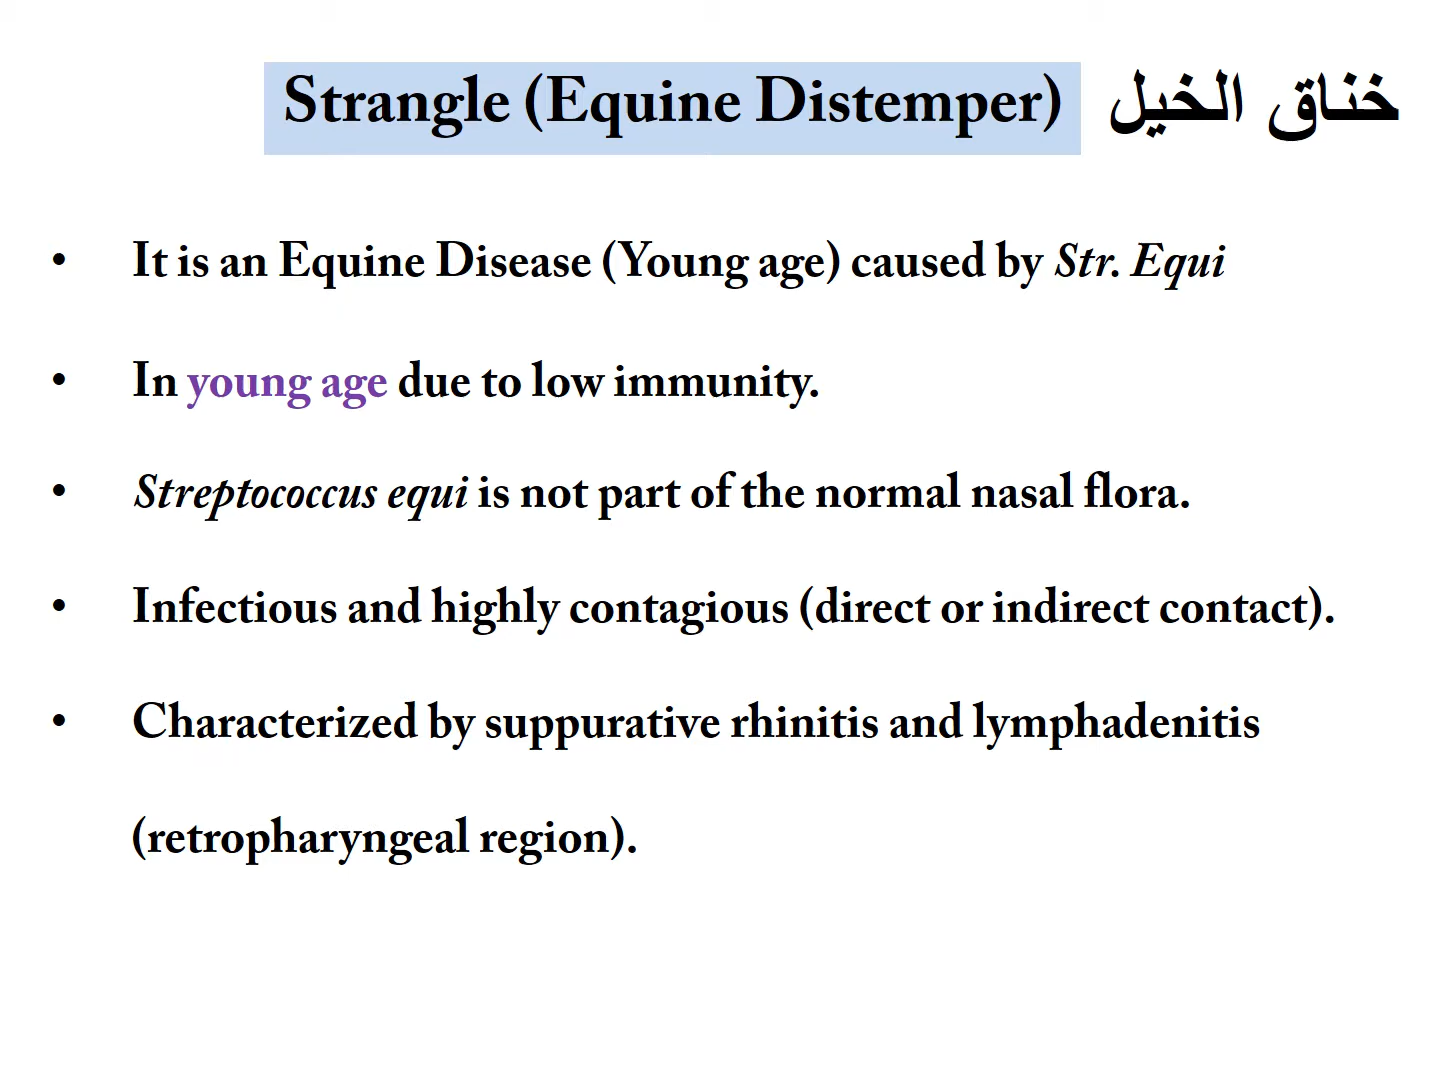 Strangle (Equine Distemper) خناق الخيل
• It is an Equine Disease (Young age) caused by Str. Equi
• In young age due to low immunity.
• Streptococcus equi is not part of the normal nasal flora.
• Infectious and highly contagious (direct or indirect contact).
• Characterized by suppurative rhinitis and lymphadenitis
(retropharyngeal region).